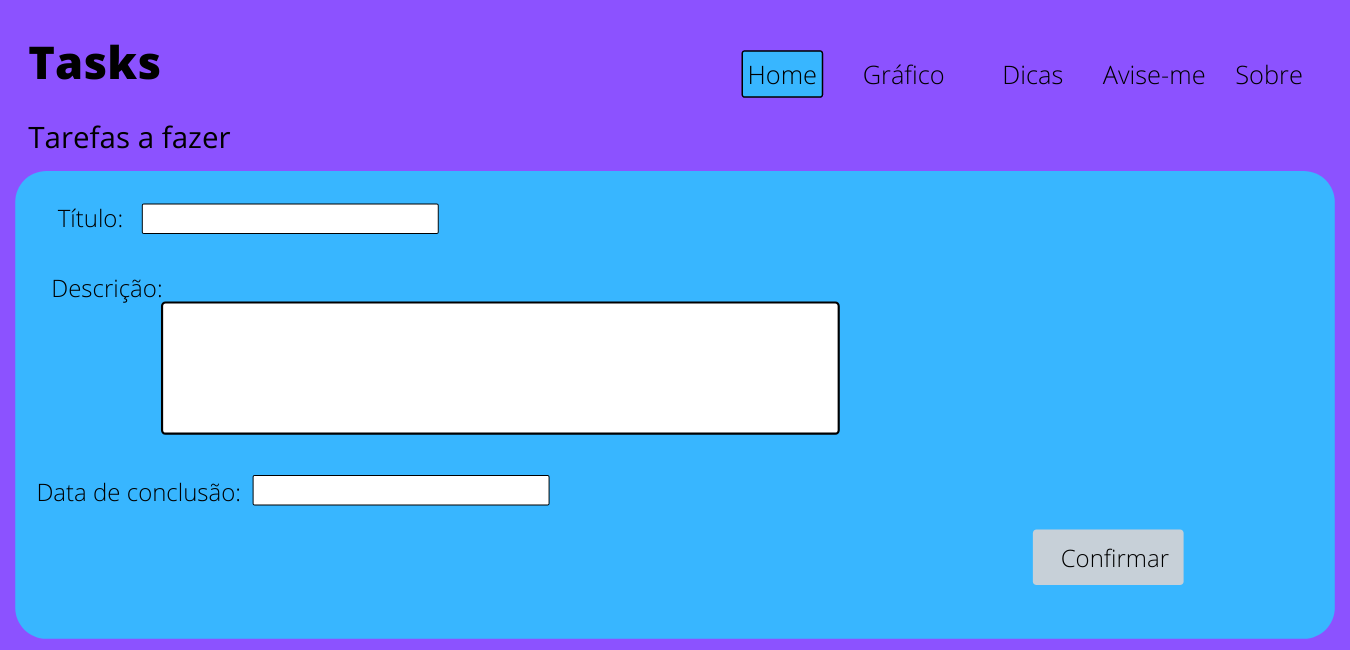 Tasks
Home Gráfico Dicas Avise-me Sobre
Tarefas a fazer
Título:
Descrição:
Data de conclusão:
Confirmar